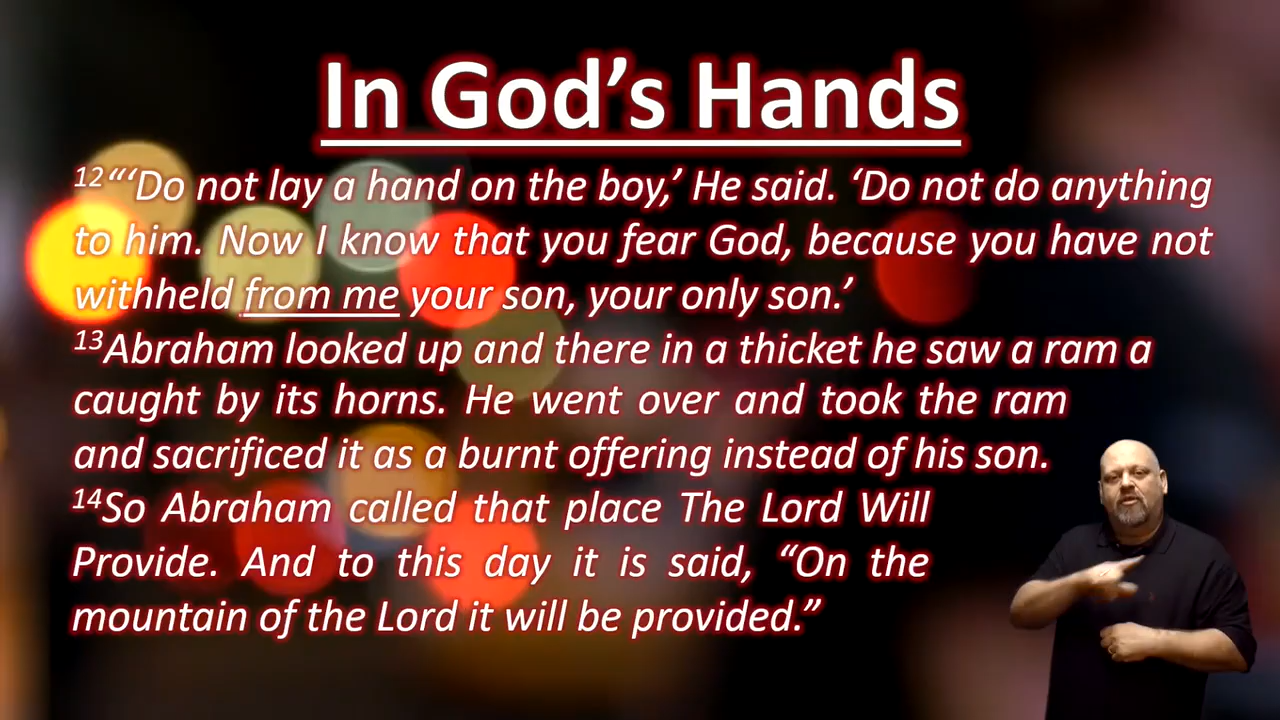 In God’s Hands
12“‘Do not lay a hand on the boy,’ He said. ‘Do not do anything
to him. Now I know that you fear God, because you have not
withheld from me your son, your only son.’
13Abraham looked up and there in a thicket he saw a ram a
caught by its horns. He went over and took the ram
and sacrificed it as a burnt offering instead of his son.
14So Abraham called that place The Lord Will
Provide. And to this day it is said, “On the
mountain of the Lord it will be provided.”